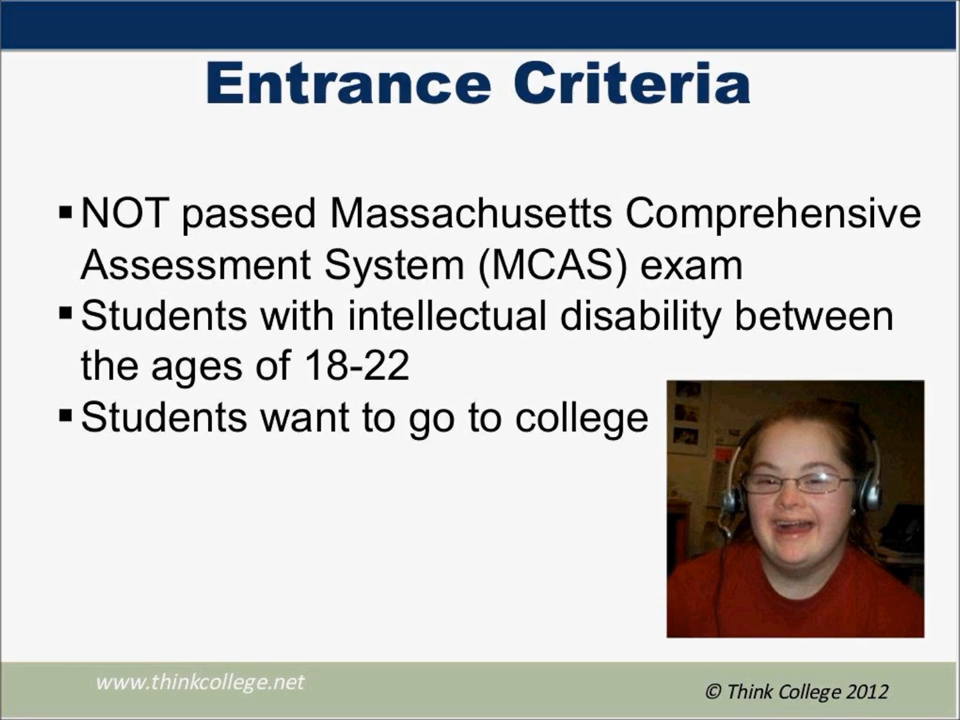 Entrance Criteria
▪NOT passed Massachusetts Comprehensive
Assessment System (MCAS) exam
▪Students with intellectual disability between
the ages of 18-22
▪Students want to go to college
www.thinkcollege.net
© Think College 2012